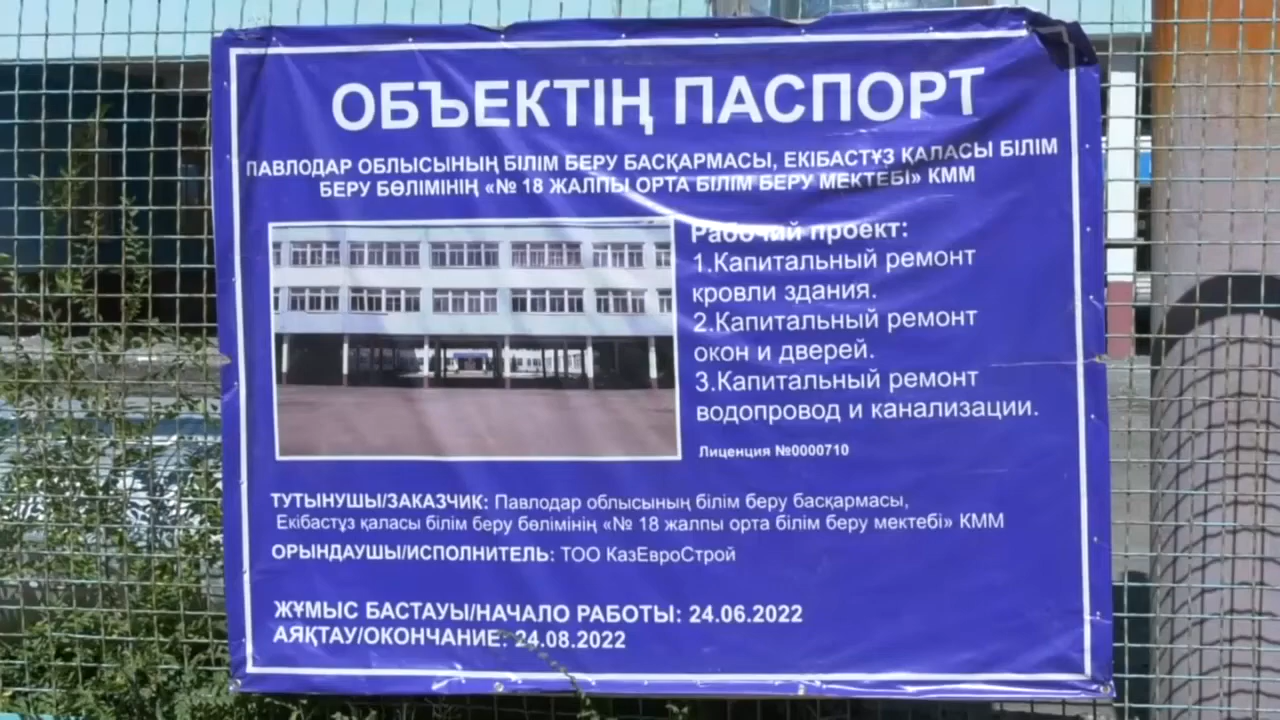 ОБЪЕКТІҢ ПАСПОРТ
ПАВЛОДАР ОБЛЫСЫНЫҢ БІЛІМ БЕРУ БАСҚАРМАСЫ, ЕКІБАСТҰЗ ҚАЛАСЫ БІЛІМ
БЕРУ БӨЛІМІНІҢ «№ 18 ЖАЛПЫ ОРТА БІЛІМ БЕРУ МЕКТЕБІ» КММ
Рабочий проект:
1.Капитальный ремонт
кровли здания.
2.Капитальный ремонт
окон и дверей.
3.Капитальный ремонт
водопровод и канализации.
Лиценция №0000710
ТУТЫНУШЫ/ЗАКАЗЧИК: Павлодар облысының білім беру басқармасы,
Екібастұз қаласы білім беру бөлімінің «№ 18 жалпы орта білім беру мектебі» КММ
ОРЫНДАУШЫ/ИСПОЛНИТЕЛЬ: ТОО КазЕвроСтрой
ЖҰМЫС БАСТАУЫ/НАЧАЛО РАБОТЫ: 24.06.2022
АЯҚТАУ/ОКОНЧАНИЕ: 24.08.2022